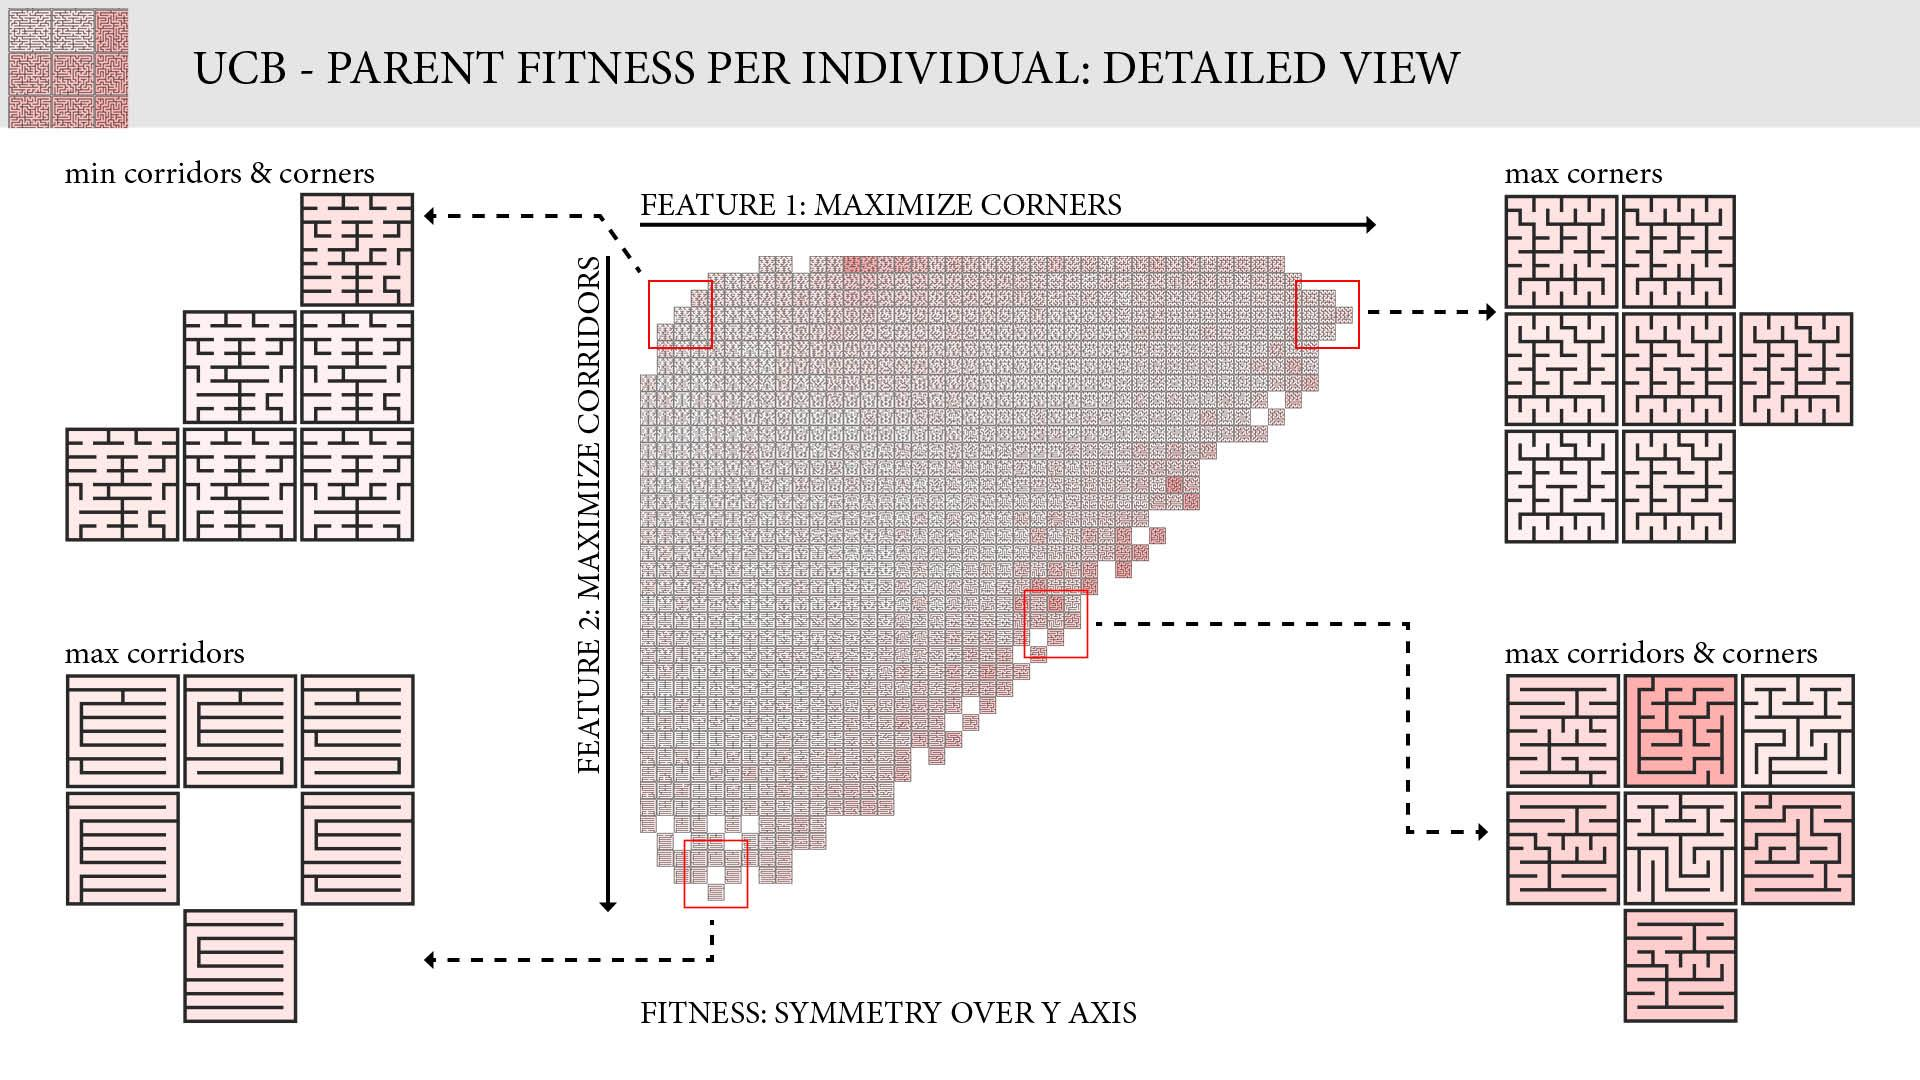 UCB - PARENT FITNESS PER INDIVIDUAL: DETAILED VIEW
min corridors & corners
FEATURE 1: MAXIMIZE CORNERS
max corners
FEATURE 2: MAXIMIZE CORRIDORS
max corridors
max corridors & corners
FITNESS: SYMMETRY OVER Y AXIS